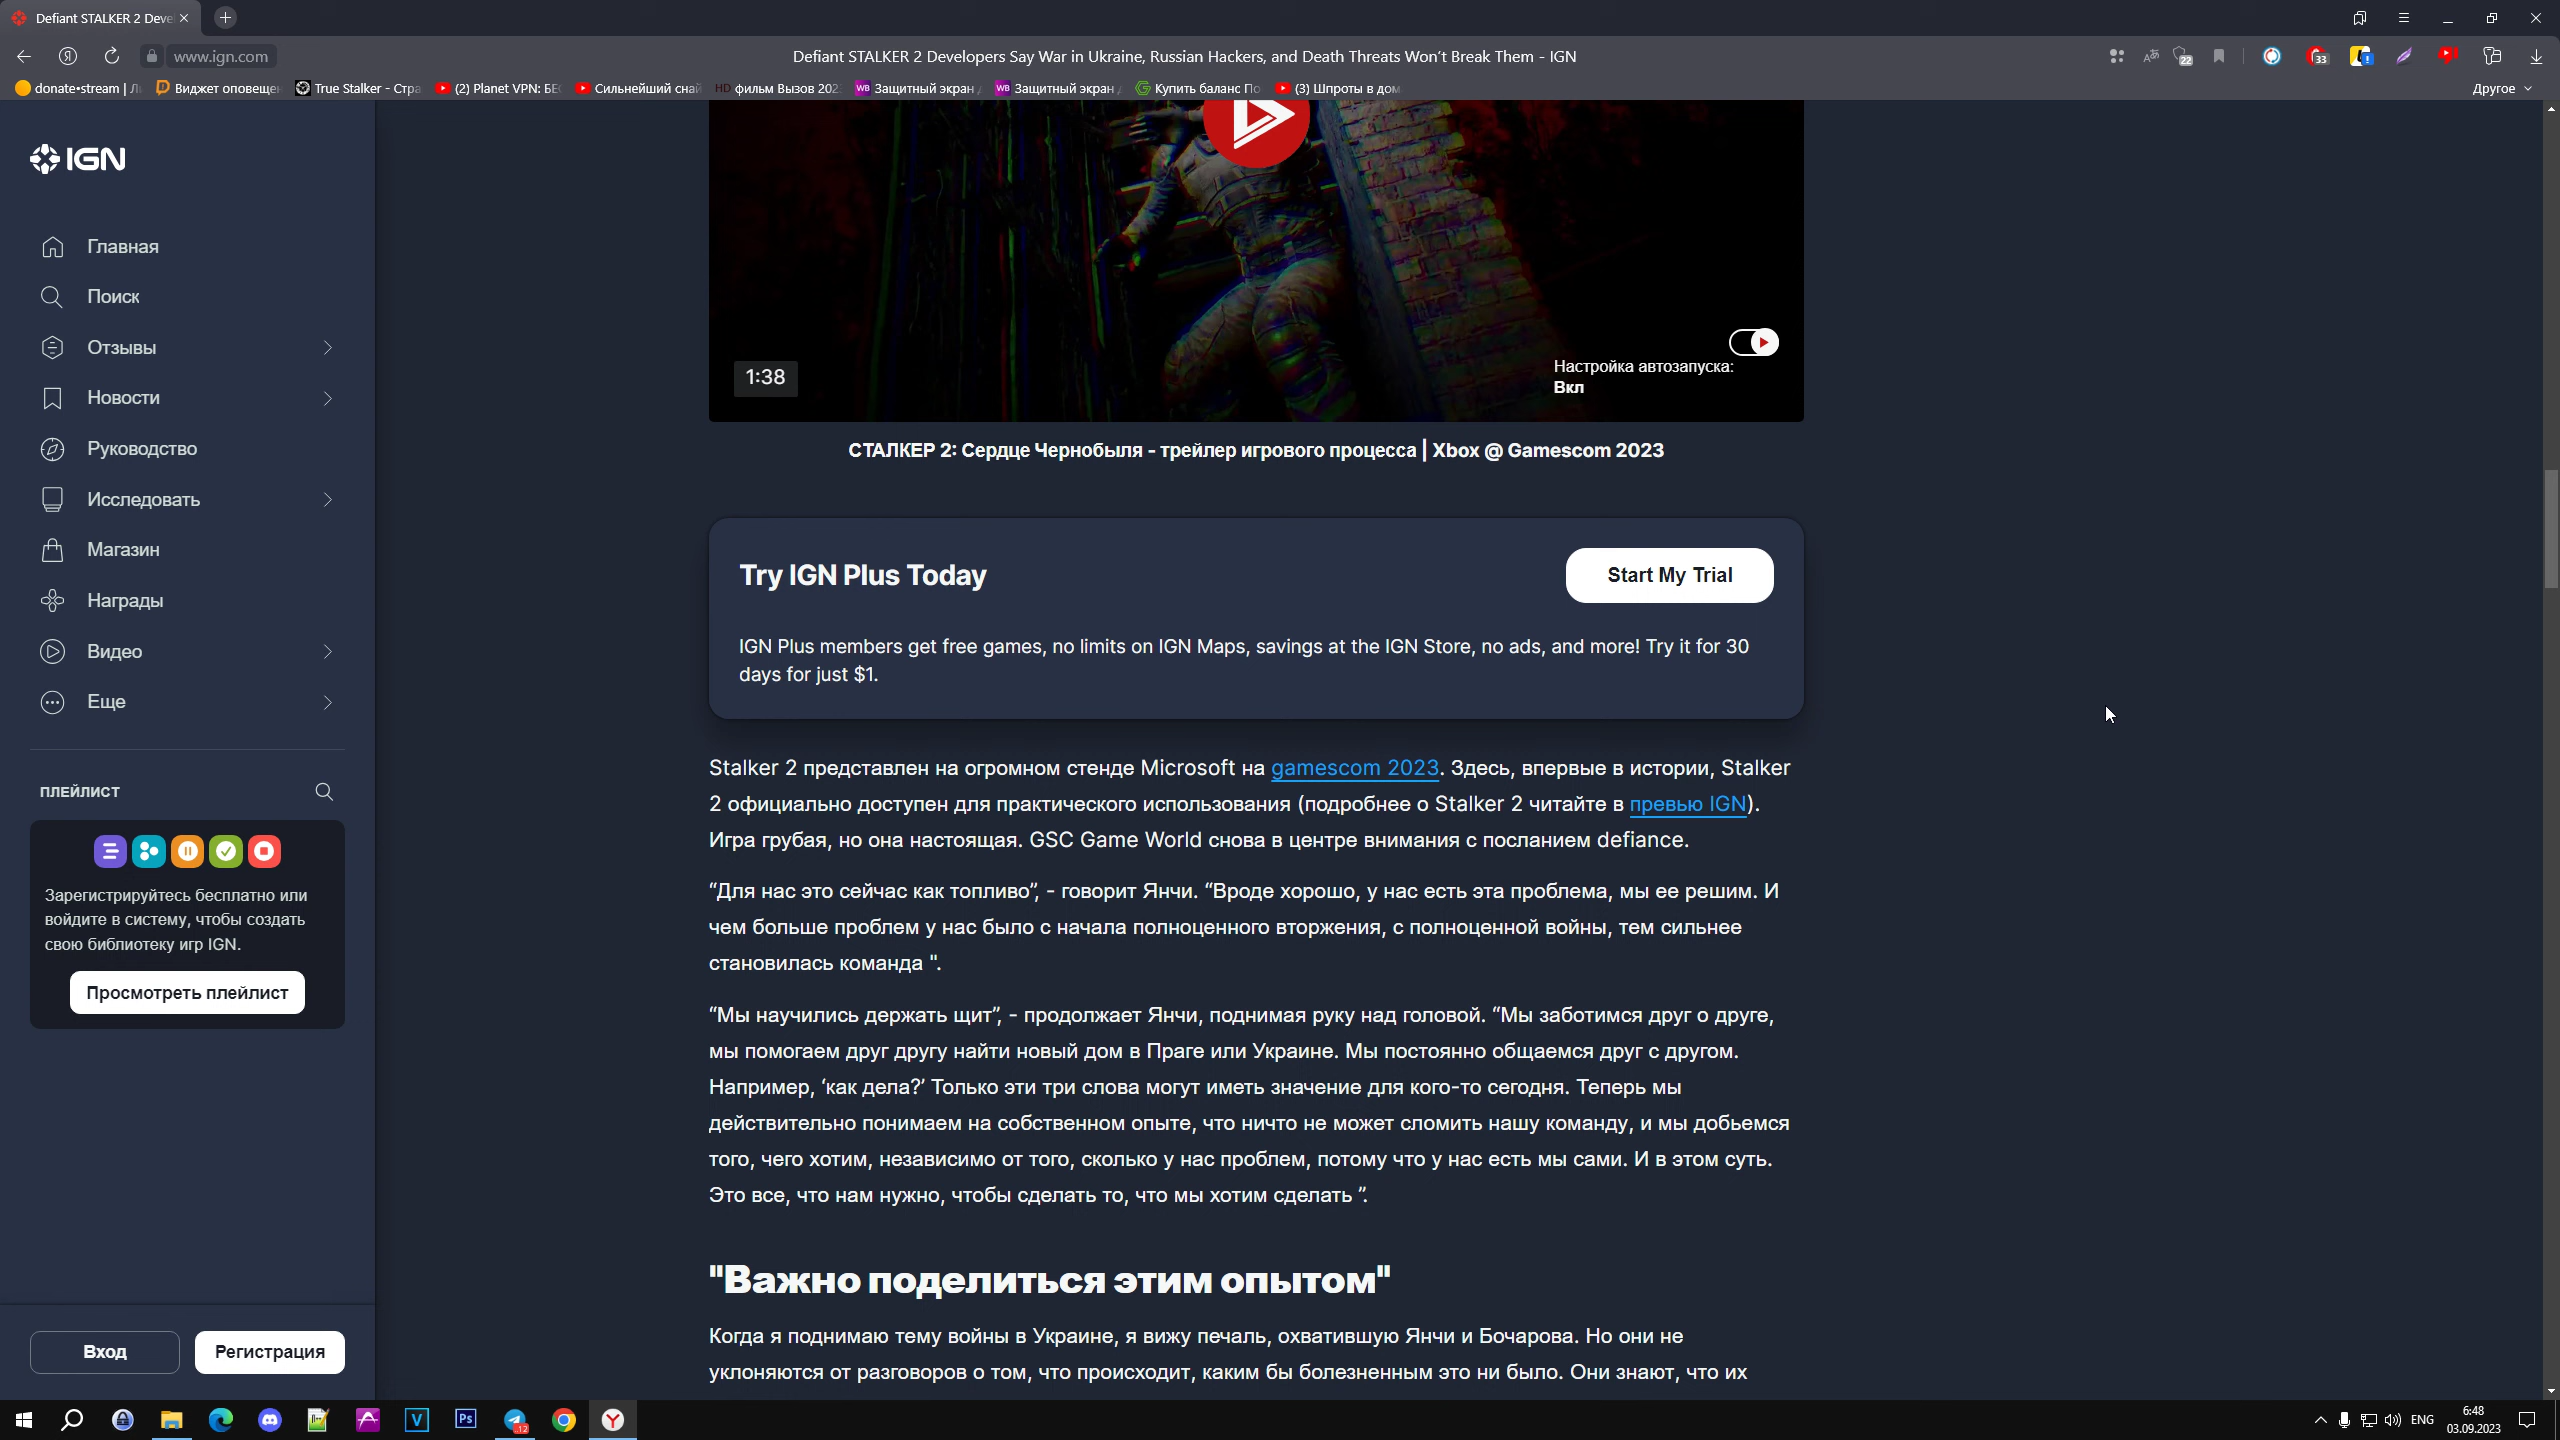 Defiant STALKER 2 Deve
www.ign.com
Defiant STALKER 2 Developers Say War in Ukraine, Russian Hackers, and Death Threats Won't Break Them - IGN
22
33
donate•stream | Л
Виджет оповеще
True Stalker - Стра
(2) Planet VPN: БЕ
Сильнейший снай
HD фильм Вызов 202
WB Защитный экран
WB Защитный экран
Купить баланс По
(3) Шпроты в дом
Другое
IGN
Главная
Поиск
Отзывы
Новости
Руководство
Исследовать
Магазин
Награды
Видео
Еще
ПЛЕЙЛИСТ
Зарегистрируйтесь бесплатно или
войдите в систему, чтобы создать
свою библиотеку игр IGN.
Просмотреть плейлист
Вход
Регистрация
1:38
Настройка автозапуска:
Вкл
СТАЛКЕР 2: Сердце Чернобыля - трейлер игрового процесса | Xbox @ Gamescom 2023
Try IGN Plus Today
Start My Trial
IGN Plus members get free games, no limits on IGN Maps, savings at the IGN Store, no ads, and more! Try it for 30
days for just $1.
Stalker 2 представлен на огромном стенде Microsoft на gamescom 2023. Здесь, впервые в истории, Stalker
2 официально доступен для практического использования (подробнее о Stalker 2 читайте в превью IGN).
Игра грубая, но она настоящая. GSC Game World снова в центре внимания с посланием defiance.
“Для нас это сейчас как топливо”, - говорит Янчи. “Вроде хорошо, у нас есть эта проблема, мы ее решим. И
чем больше проблем у нас было с начала полноценного вторжения, с полноценной войны, тем сильнее
становилась команда ".
“Мы научились держать щит”, - продолжает Янчи, поднимая руку над головой. “Мы заботимся друг о друге,
мы помогаем друг другу найти новый дом в Праге или Украине. Мы постоянно общаемся друг с другом.
Например, ‘как дела?’ Только эти три слова могут иметь значение для кого-то сегодня. Теперь мы
действительно понимаем на собственном опыте, что ничто не может сломить нашу команду, и мы добьемся
того, чего хотим, независимо от того, сколько у нас проблем, потому что у нас есть мы сами. И в этом суть.
Это все, что нам нужно, чтобы сделать то, что мы хотим сделать ”.
"Важно поделиться этим опытом"
Когда я поднимаю тему войны в Украине, я вижу печаль, охватившую Янчи и Бочарова. Но они не
уклоняются от разговоров о том, что происходит, каким бы болезненным это ни было. Они знают, что их
Ps
12
ENG
6:48
03.09.2023